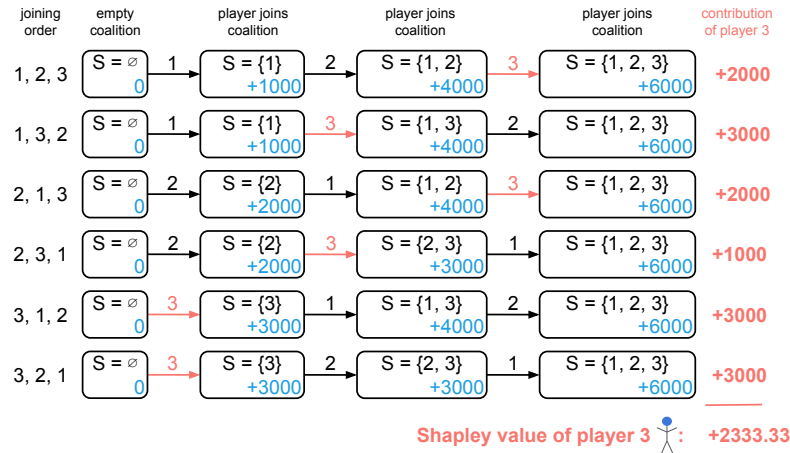 joining order
empty coalition
player joins coalition
player joins coalition
player joins coalition
contribution of player 3
1, 2, 3
S = ∅
0
1
S = {1}
+1000
2
S = {1, 2}
+4000
3
S = {1, 2, 3}
+6000
+2000
1, 3, 2
S = ∅
0
1
S = {1}
+1000
3
S = {1, 3}
+4000
2
S = {1, 2, 3}
+6000
+3000
2, 1, 3
S = ∅
0
2
S = {2}
+2000
1
S = {1, 2}
+4000
3
S = {1, 2, 3}
+6000
+2000
2, 3, 1
S = ∅
0
2
S = {2}
+2000
3
S = {2, 3}
+3000
1
S = {1, 2, 3}
+6000
+1000
3, 1, 2
S = ∅
0
3
S = {3}
+3000
1
S = {1, 3}
+4000
2
S = {1, 2, 3}
+6000
+3000
3, 2, 1
S = ∅
0
3
S = {3}
+3000
2
S = {2, 3}
+3000
1
S = {1, 2, 3}
+6000
+3000
Shapley value of player 3 : +2333.33